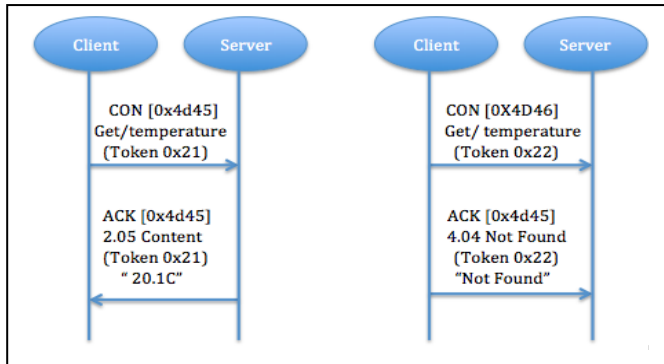 Client
Server
CON [0x4d45]
Get/temperature
(Token 0x21)
ACK [0x4d45]
2.05 Content
(Token 0x21)
“ 20.1C”
Client
Server
CON [0X4D46]
Get/ temperature
(Token 0x22)
ACK [0x4d45]
4.04 Not Found
(Token 0x22)
“Not Found”